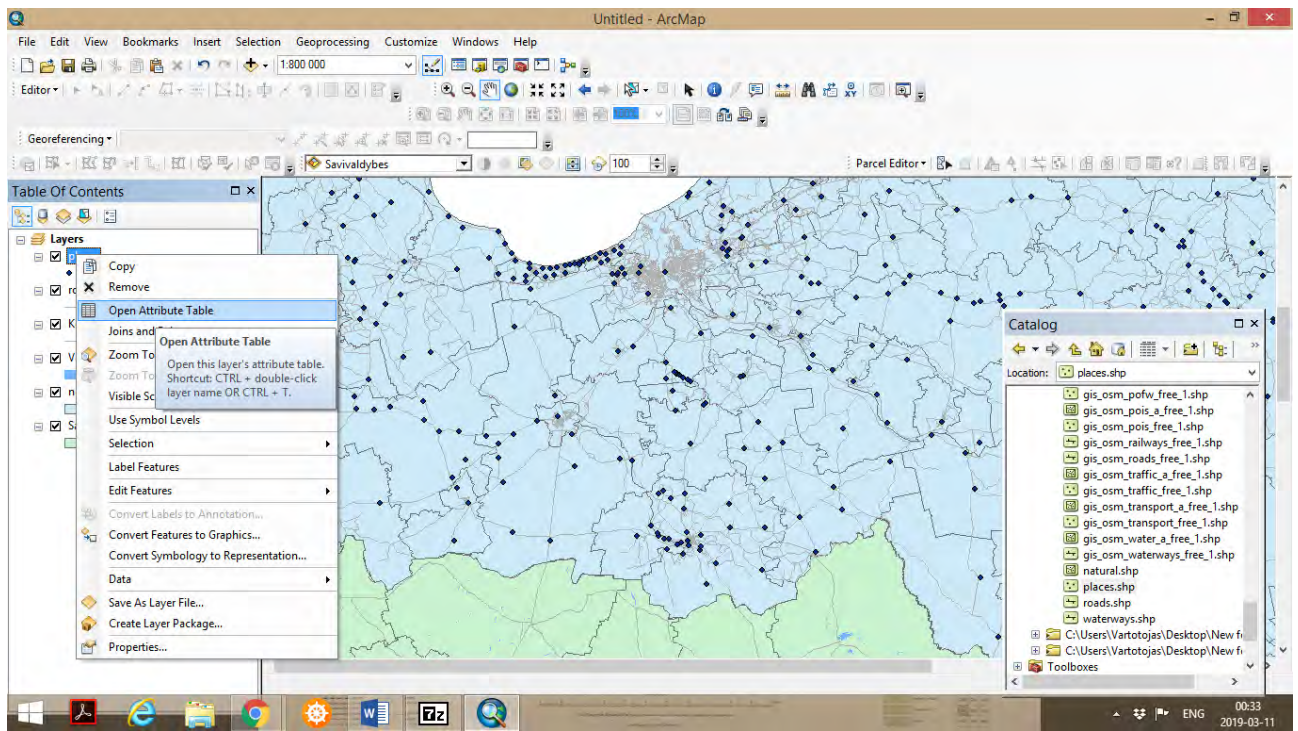 Untitled - ArcMap
File Edit View Bookmarks Insert Selection Geoprocessing Customize Windows Help
1:800 000
Editor
Georeferencing
Savivaldybes
100
Parcel Editor
Table Of Contents
Layers
Copy
Remove
Open Attribute Table
Joins and
Open Attribute Table
Open this layer's attribute table.
Shortcut: CTRL + double-click
layer name OR CTRL + T.
Zoom To
Zoom To
Visible Sc
Use Symbol Levels
Selection
Label Features
Edit Features
Convert Labels to Annotation...
Convert Features to Graphics...
Convert Symbology to Representation...
Data
Save As Layer File...
Create Layer Package...
Properties...
Catalog
Location: places.shp
gis_osm_pofw_free_1.shp
gis_osm_pois_a_free_1.shp
gis_osm_pois_free_1.shp
gis_osm_railways_free_1.shp
gis_osm_roads_free_1.shp
gis_osm_traffic_a_free_1.shp
gis_osm_traffic_free_1.shp
gis_osm_transport_a_free_1.shp
gis_osm_transport_free_1.shp
gis_osm_water_a_free_1.shp
gis_osm_waterways_free_1.shp
natural.shp
places.shp
roads.shp
waterways.shp
C:\Users\Vartotojas\Desktop\New f
C:\Users\Vartotojas\Desktop\New f
Toolboxes
7z
ENG
00:33
2019-03-11